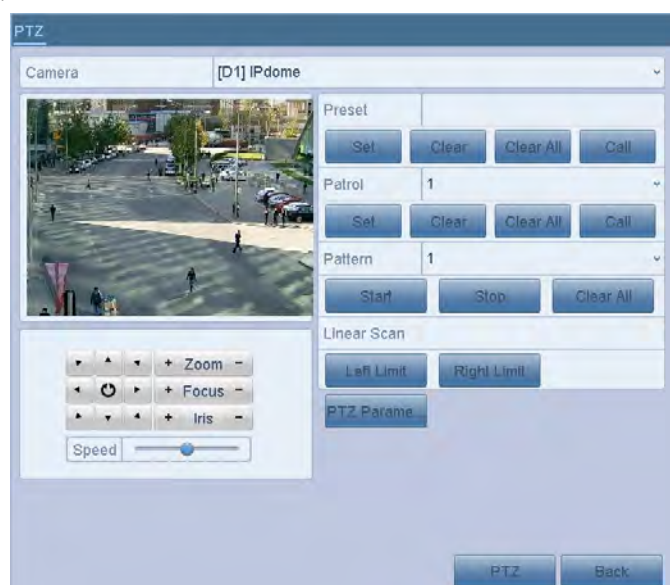 PTZ
Camera [D1] IPdome
Preset
Set Clear Clear All Call
Patrol 1
Set Clear Clear All Call
Pattern 1
Start Stop Clear All
Linear Scan
Left Limit Right Limit
PTZ Parame...
+ Zoom -
+ Focus -
+ Iris -
Speed
PTZ Back